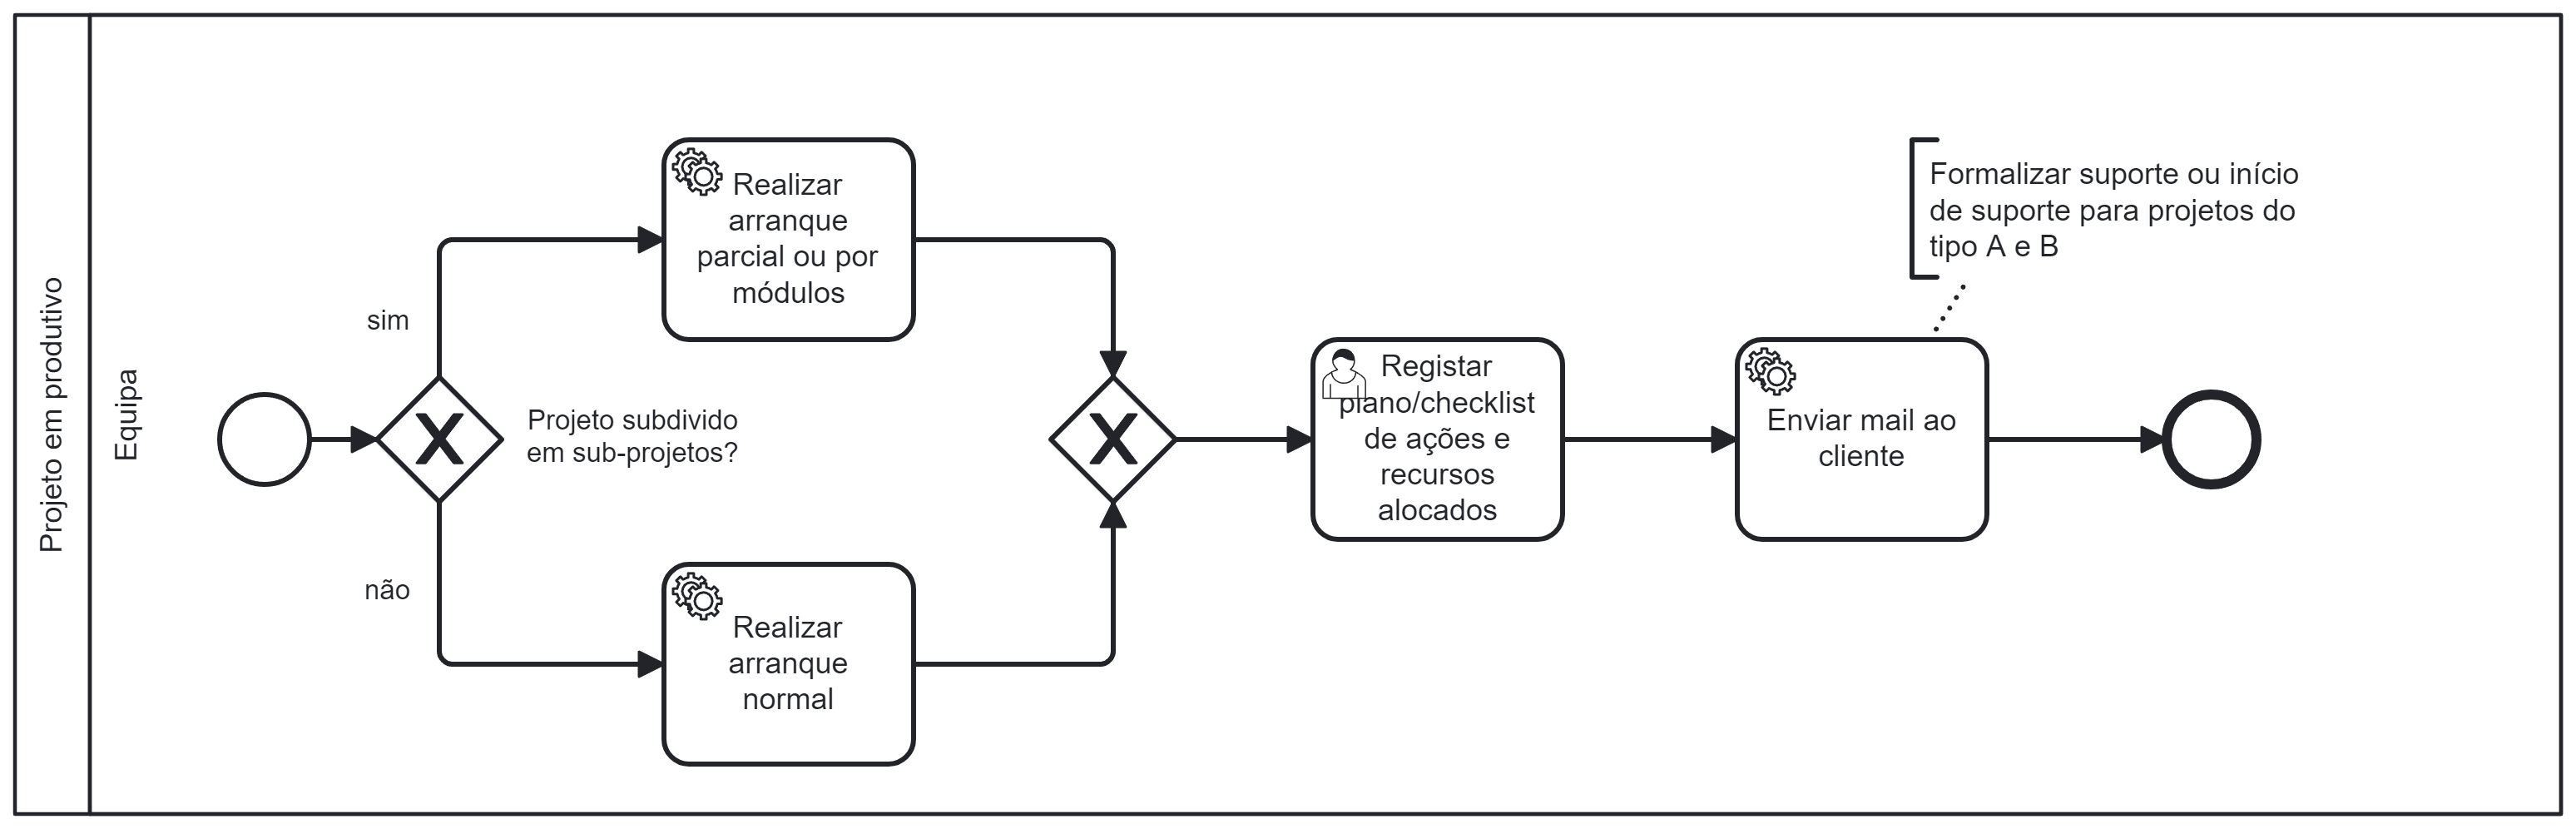 Projeto em produtivo
Equipa
sim
não
Projeto subdivido
em sub-projetos?
Realizar
arranque
parcial ou por
módulos
Realizar
arranque
normal
Registar
plano/checklist
de ações e
recursos
alocados
Enviar mail ao
cliente
Formalizar suporte ou início
de suporte para projetos do
tipo A e B